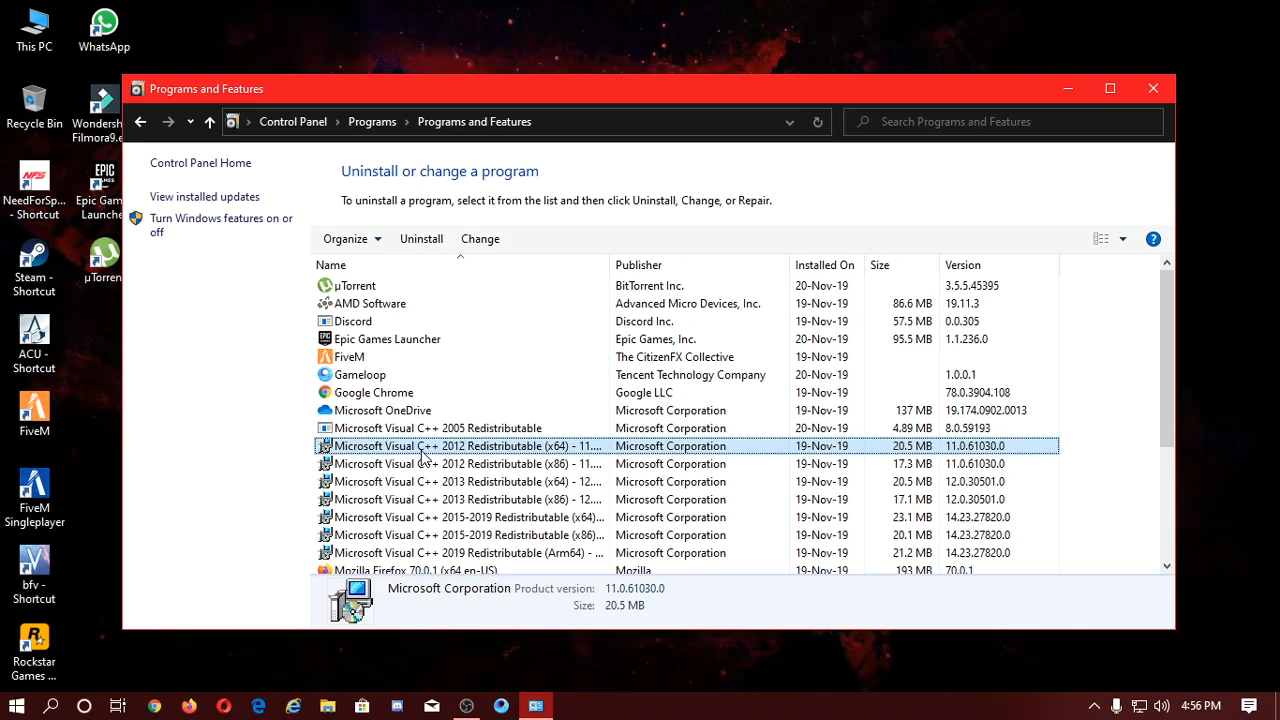 This PC
WhatsApp
Recycle Bin
Wondersh...
Filmora9.e...
NeedForSp...
- Shortcut
Epic Games
Launcher
Steam -
Shortcut
µTorrent
ACU -
Shortcut
FiveM
FiveM
Singleplayer
bfv -
Shortcut
Rockstar
Games ...
Programs and Features
Control Panel > Programs > Programs and Features
Search Programs and Features
Control Panel Home
View installed updates
Turn Windows features on or
off
Uninstall or change a program
To uninstall a program, select it from the list and then click Uninstall, Change, or Repair.
Organize Uninstall Change
Name Publisher Installed On Size Version
µTorrent BitTorrent Inc. 20-Nov-19 3.5.5.45395
AMD Software Advanced Micro Devices, Inc. 19-Nov-19 86.6 MB 19.11.3
Discord Discord Inc. 19-Nov-19 57.5 MB 0.0.305
Epic Games Launcher Epic Games, Inc. 20-Nov-19 95.5 MB 1.1.236.0
FiveM The CitizenFX Collective 19-Nov-19
Gameloop Tencent Technology Company 19-Nov-19 1.0.0.1
Google Chrome Google LLC 19-Nov-19 78.0.3904.108
Microsoft OneDrive Microsoft Corporation 19-Nov-19 137 MB 19.174.0902.0013
Microsoft Visual C++ 2005 Redistributable Microsoft Corporation 19-Nov-19 4.89 MB 8.0.59193
Microsoft Visual C++ 2012 Redistributable (x64) - 11.... Microsoft Corporation 19-Nov-19 20.5 MB 11.0.61030.0
Microsoft Visual C++ 2012 Redistributable (x86) - 11.... Microsoft Corporation 19-Nov-19 17.3 MB 11.0.61030.0
Microsoft Visual C++ 2013 Redistributable (x64) - 12.... Microsoft Corporation 19-Nov-19 20.5 MB 12.0.30501.0
Microsoft Visual C++ 2013 Redistributable (x86) - 12.... Microsoft Corporation 19-Nov-19 17.1 MB 12.0.30501.0
Microsoft Visual C++ 2015-2019 Redistributable (x64)... Microsoft Corporation 19-Nov-19 23.1 MB 14.23.27820.0
Microsoft Visual C++ 2015-2019 Redistributable (x86)... Microsoft Corporation 19-Nov-19 20.1 MB 14.23.27820.0
Microsoft Visual C++ 2019 Redistributable (Arm64) - ... Microsoft Corporation 19-Nov-19 21.2 MB 14.23.27820.0
Mozilla Firefox 70.0.1 (x64 en-US) Mozilla 19-Nov-19 193 MB 70.0.1
Microsoft Corporation Product version: 11.0.61030.0
Size: 20.5 MB
4:56 PM